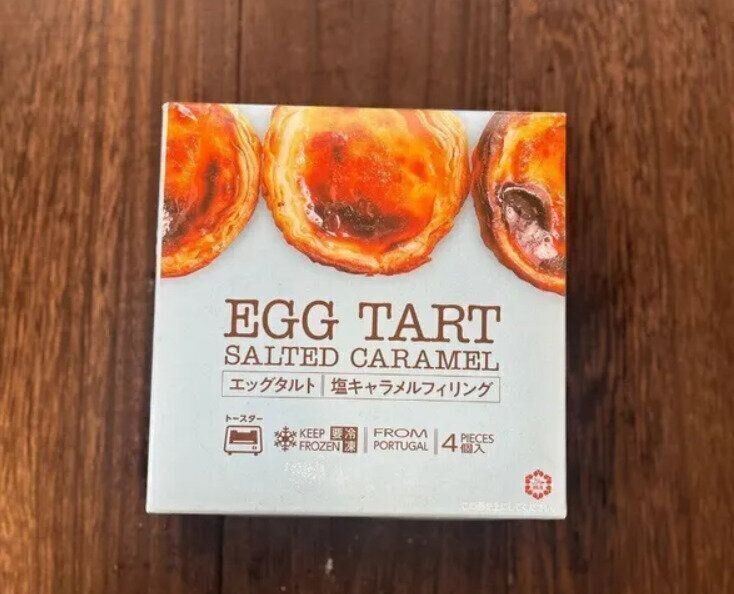 EGG TART
SALTED CARAMEL
エッグタルト | 塩キャラメルフィリング
トースター
KEEP FROZEN 要冷凍
FROM PORTUGAL
4 PIECES 個入